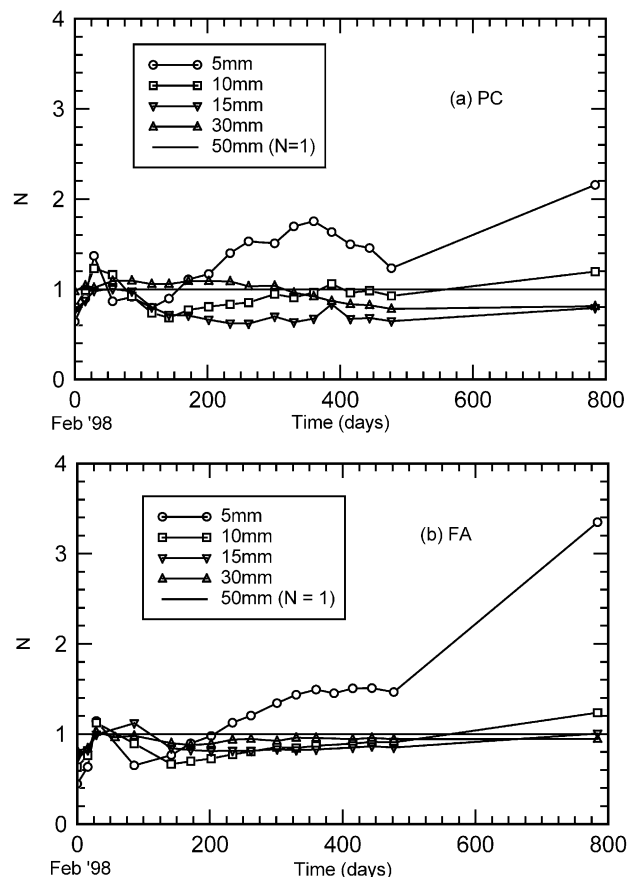 4
5mm
10mm
(a) PC
15mm
3
30mm
50mm (N=1)
N
2
1
0
0 200 400 600 800
Feb '98 Time (days)
4
5mm
10mm
(b) FA
15mm
3
30mm
50mm (N = 1)
N
2
1
0
0 200 400 600 800
Feb '98 Time (days)